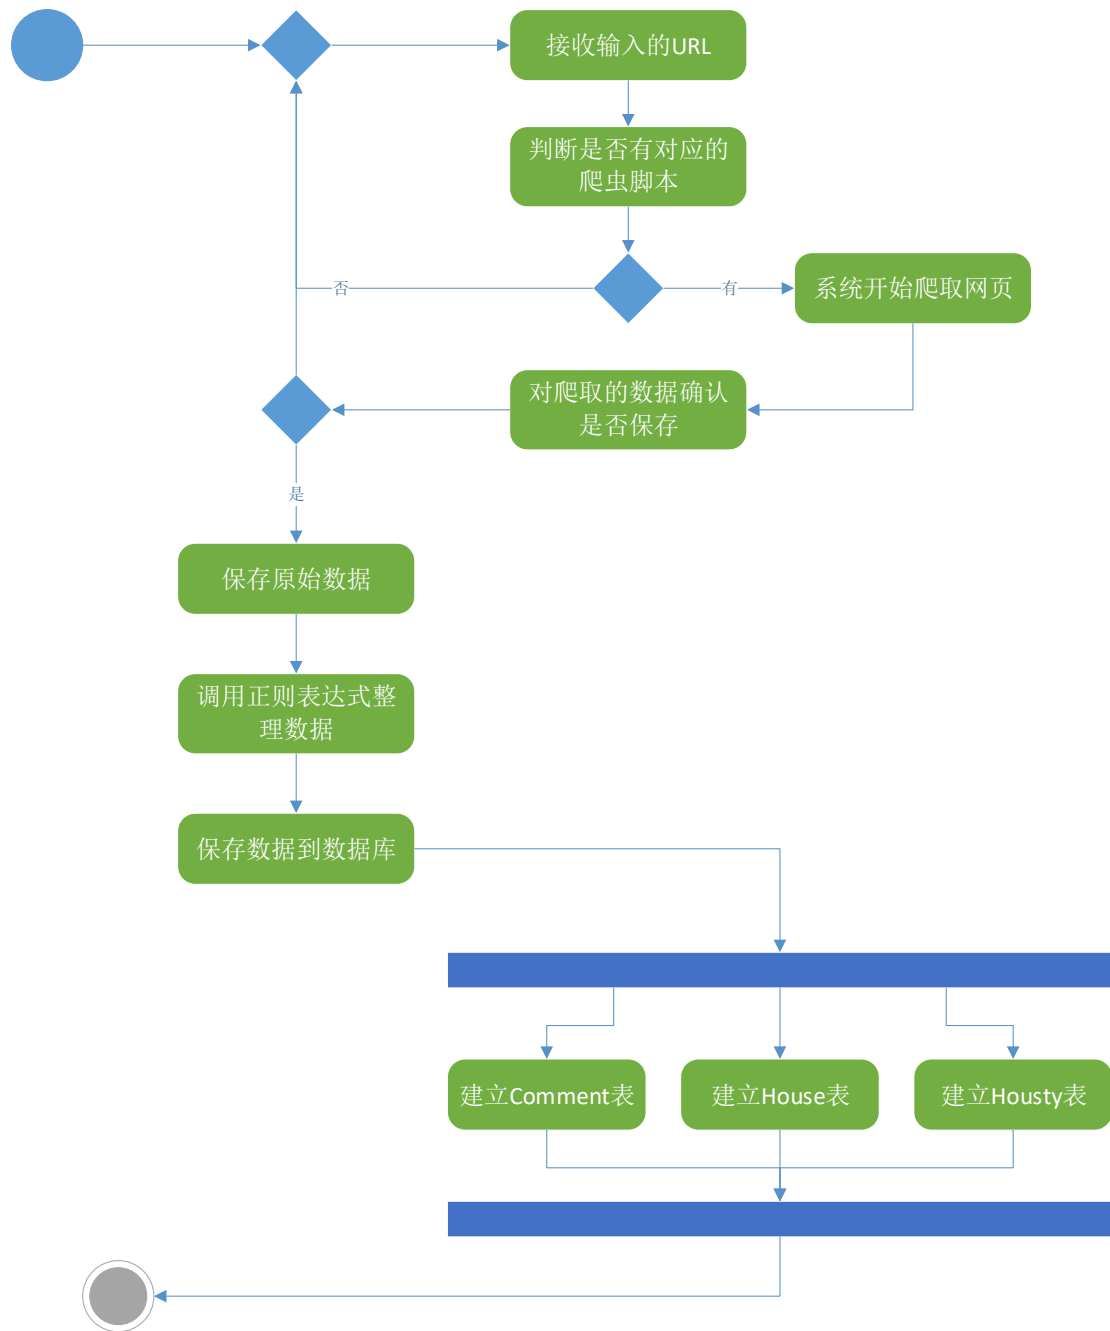 接收输入的URL
判断是否有对应的
爬虫脚本
否
有
系统开始爬取网页
对爬取的数据确认
是否保存
是
保存原始数据
调用正则表达式整
理数据
保存数据到数据库
建立Comment表
建立House表
建立Housty表